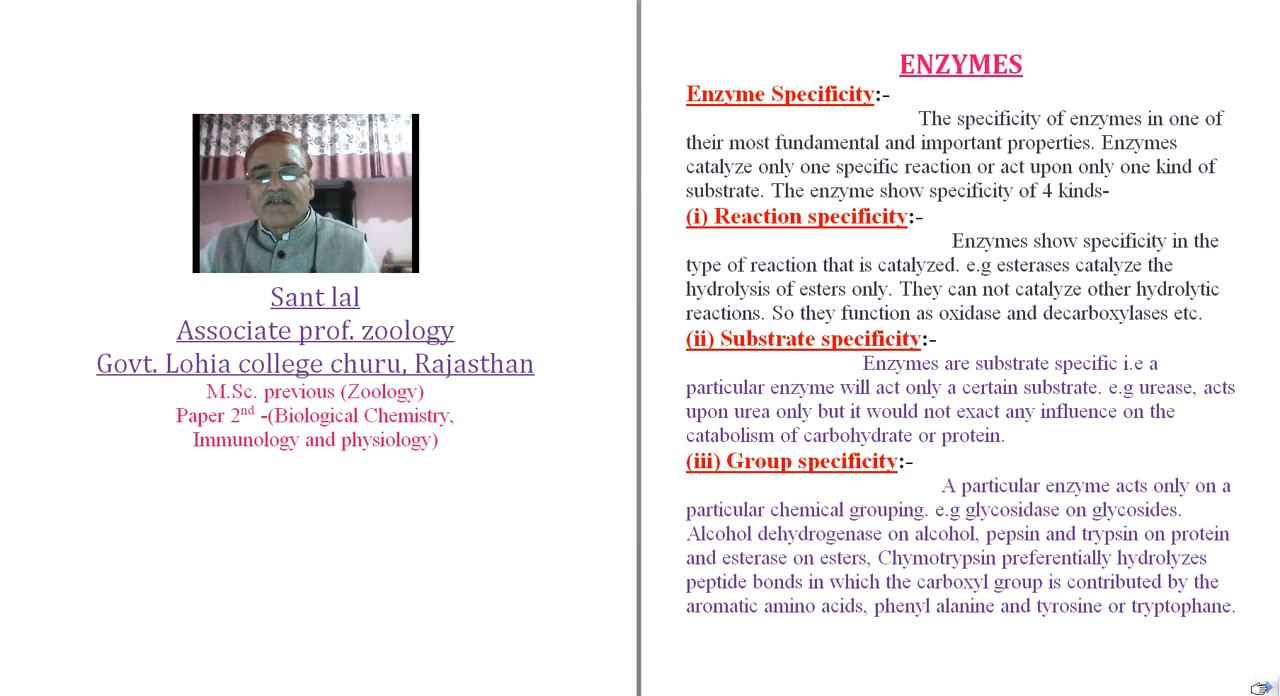 Sant lal
Associate prof. zoology
Govt. Lohia college churu, Rajasthan
M.Sc. previous (Zoology)
Paper 2nd -(Biological Chemistry,
Immunology and physiology)
ENZYMES
Enzyme Specificity:-
The specificity of enzymes in one of
their most fundamental and important properties. Enzymes
catalyze only one specific reaction or act upon only one kind of
substrate. The enzyme show specificity of 4 kinds-
(i) Reaction specificity:-
Enzymes show specificity in the
type of reaction that is catalyzed. e.g esterases catalyze the
hydrolysis of esters only. They can not catalyze other hydrolytic
reactions. So they function as oxidase and decarboxylases etc.
(ii) Substrate specificity:-
Enzymes are substrate specific i.e a
particular enzyme will act only a certain substrate. e.g urease, acts
upon urea only but it would not exact any influence on the
catabolism of carbohydrate or protein.
(iii) Group specificity:-
A particular enzyme acts only on a
particular chemical grouping. e.g glycosidase on glycosides.
Alcohol dehydrogenase on alcohol, pepsin and trypsin on protein
and esterase on esters, Chymotrypsin preferentially hydrolyzes
peptide bonds in which the carboxyl group is contributed by the
aromatic amino acids, phenyl alanine and tyrosine or tryptophane.